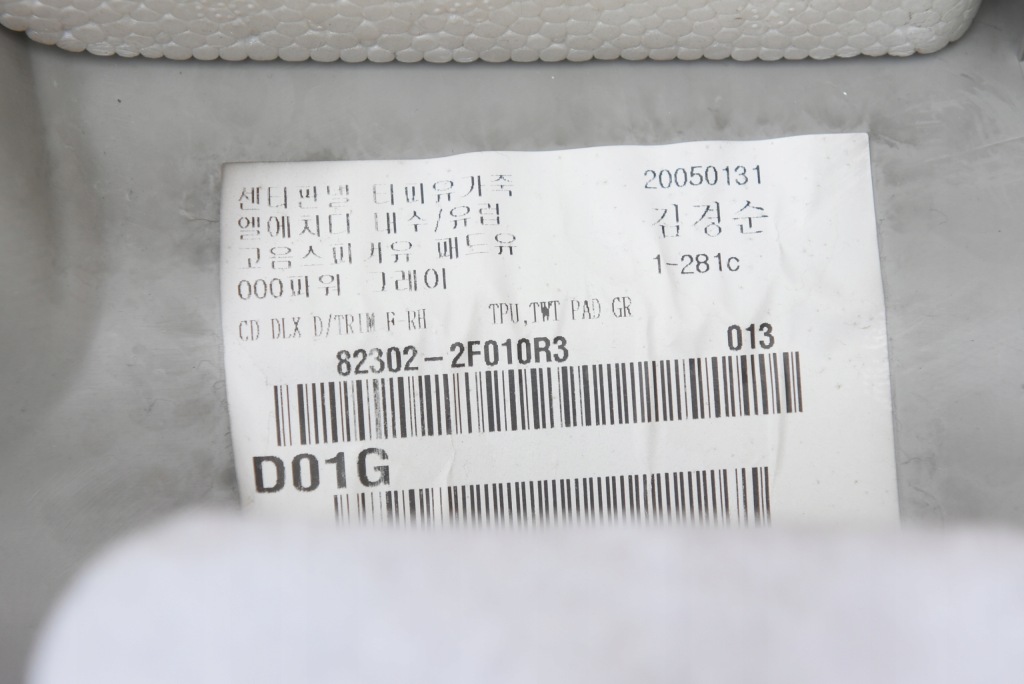 센터판넬 티피유가죽 20050131
엘에치디 내수/유럽 김경순
고음스피커유 패드유
000파워 그레이 1-281c
CD DLX D/TRIM F-RH TPU,TWT PAD GR
82302-2F010R3 013
D01G